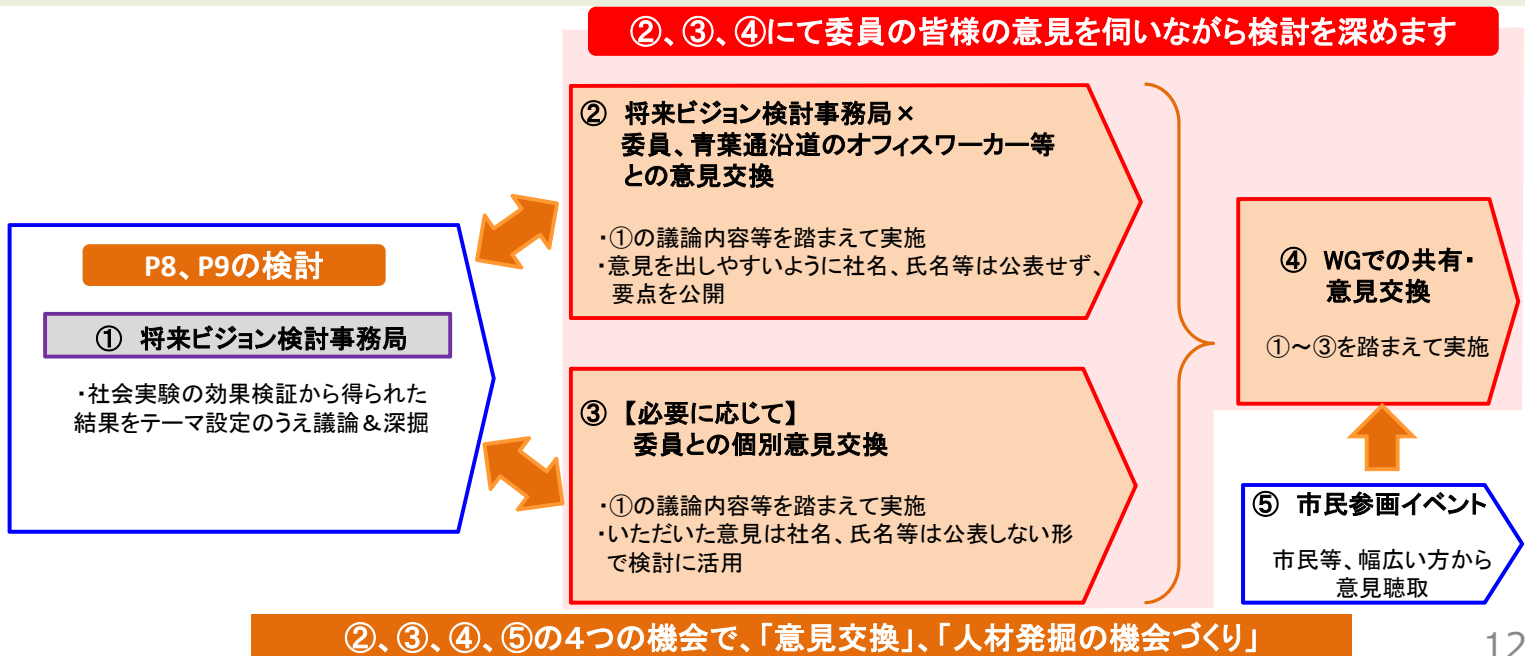 ②、③、④にて委員の皆様の意見を伺いながら検討を深めます
P8、P9の検討
① 将来ビジョン検討事務局
・社会実験の効果検証から得られた
結果をテーマ設定のうえ議論＆深掘
② 将来ビジョン検討事務局×
委員、青葉通沿道のオフィスワーカー等
との意見交換
・①の議論内容等を踏まえて実施
・意見を出しやすいように社名、氏名等は公表せず、
要点を公開
③ 【必要に応じて】
委員との個別意見交換
・①の議論内容等を踏まえて実施
・いただいた意見は社名、氏名等は公表しない形
で検討に活用
④ WGでの共有・
意見交換
①～③を踏まえて実施
⑤ 市民参画イベント
市民等、幅広い方から
意見聴取
②、③、④、⑤の4つの機会で、「意見交換」、「人材発掘の機会づくり」
12